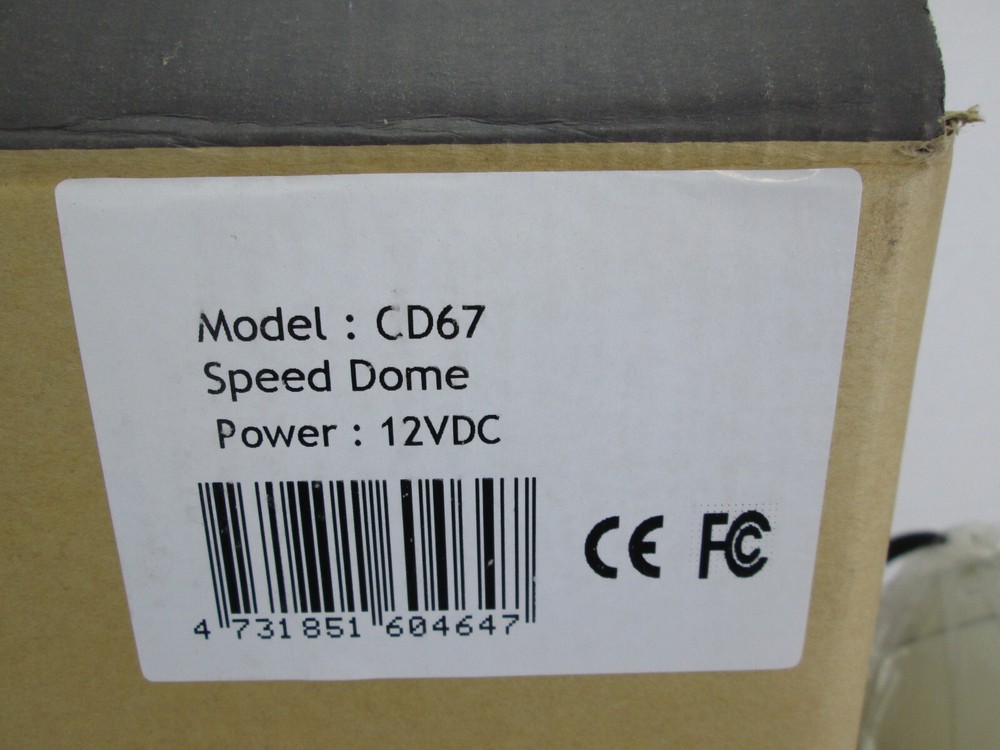 Model : CD67
Speed Dome
Power : 12VDC
CE FC
4 731851 604647